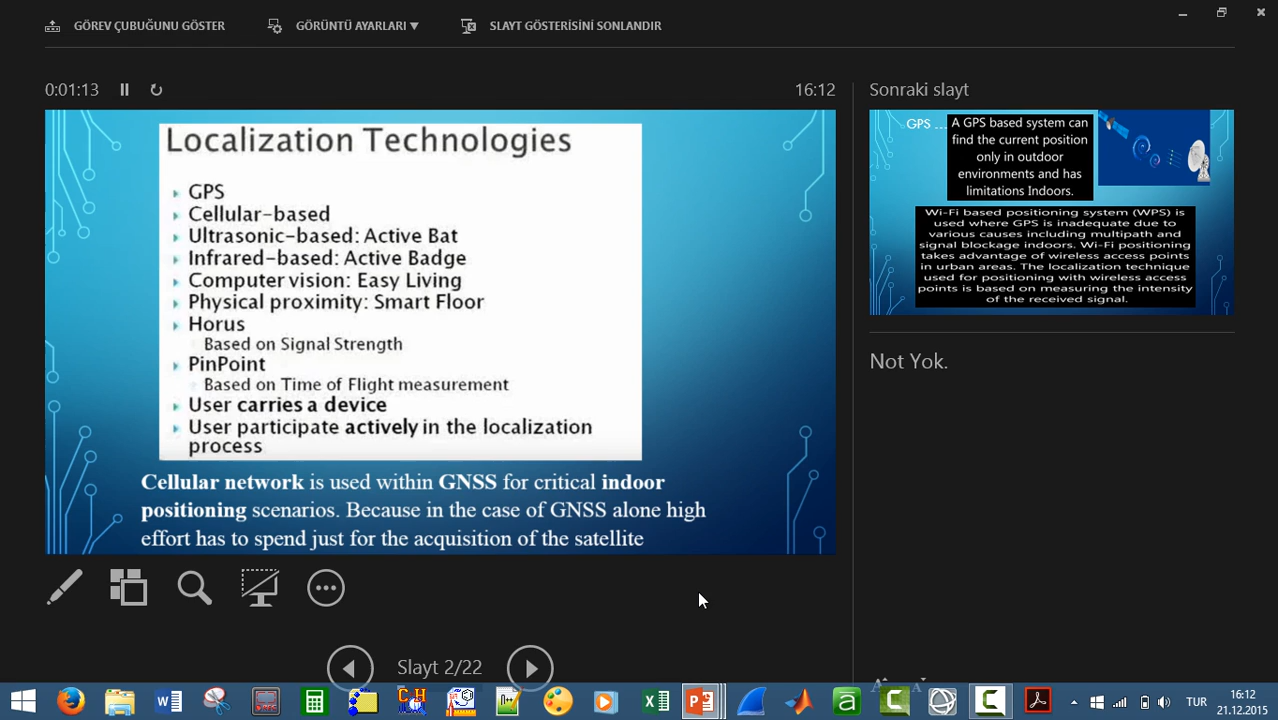 GÖREV ÇUBUĞUNU GÖSTER
GÖRÜNTÜ AYARLARI ▼
SLAYT GÖSTERİSİNİ SONLANDIR
0:01:13
16:12
Localization Technologies
GPS
Cellular-based
Ultrasonic-based: Active Bat
Infrared-based: Active Badge
Computer vision: Easy Living
Physical proximity: Smart Floor
Horus
Based on Signal Strength
PinPoint
Based on Time of Flight measurement
User carries a device
User participate actively in the localization
process
Cellular network is used within GNSS for critical indoor
positioning scenarios. Because in the case of GNSS alone high
effort has to spend just for the acquisition of the satellite
Slayt 2/22
Sonraki slayt
GPS ...
A GPS based system can
find the current position
only in outdoor
environments and has
limitations Indoors.
Wi-Fi based positioning system (WPS) is
used where GPS is inadequate due to
various causes including multipath and
signal blockage indoors. Wi-Fi positioning
takes advantage of wireless access points
in urban areas. The localization technique
used for positioning with wireless access
points is based on measuring the intensity
of the received signal.
Not Yok.
TUR
16:12
21.12.2015